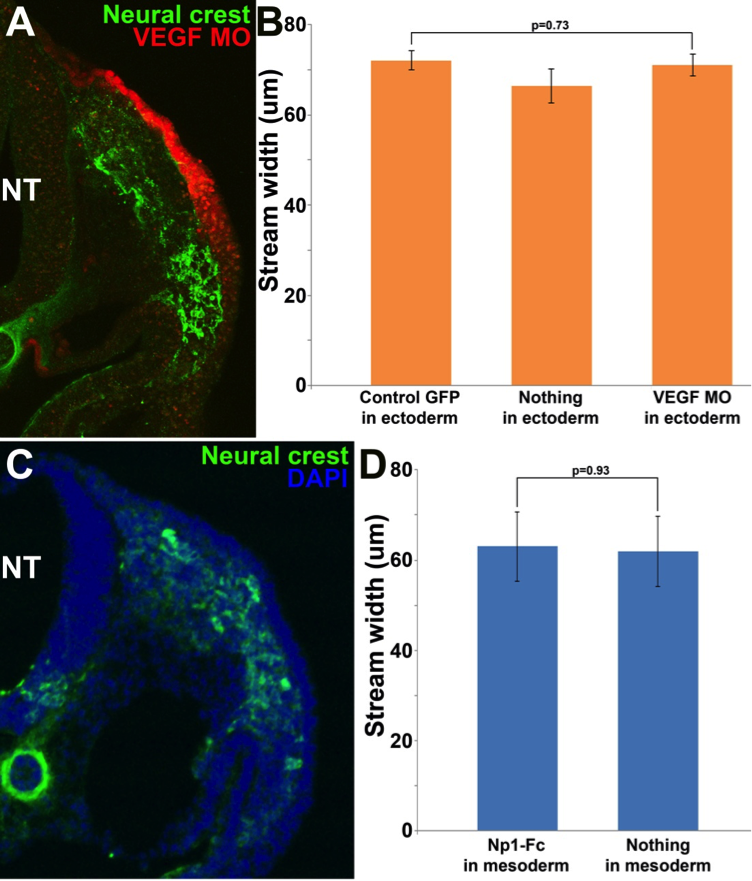 A
Neural crest
VEGF MO
NT
B
80
60
40
20
0
Stream width (um)
p=0.73
Control GFP
in ectoderm
Nothing
in ectoderm
VEGF MO
in ectoderm
C
Neural crest
DAPI
NT
D
80
60
40
20
0
Stream width (um)
p=0.93
Np1-Fc
in mesoderm
Nothing
in mesoderm